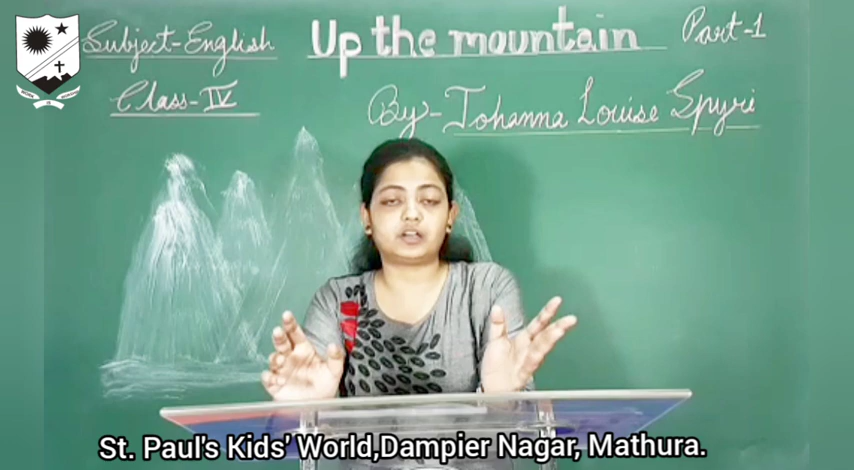 Subject-English
Up the mountain
Part-1
Class-IV
By-Johanna Louise Spyri
St. Paul's Kids' World,Dampier Nagar, Mathura.